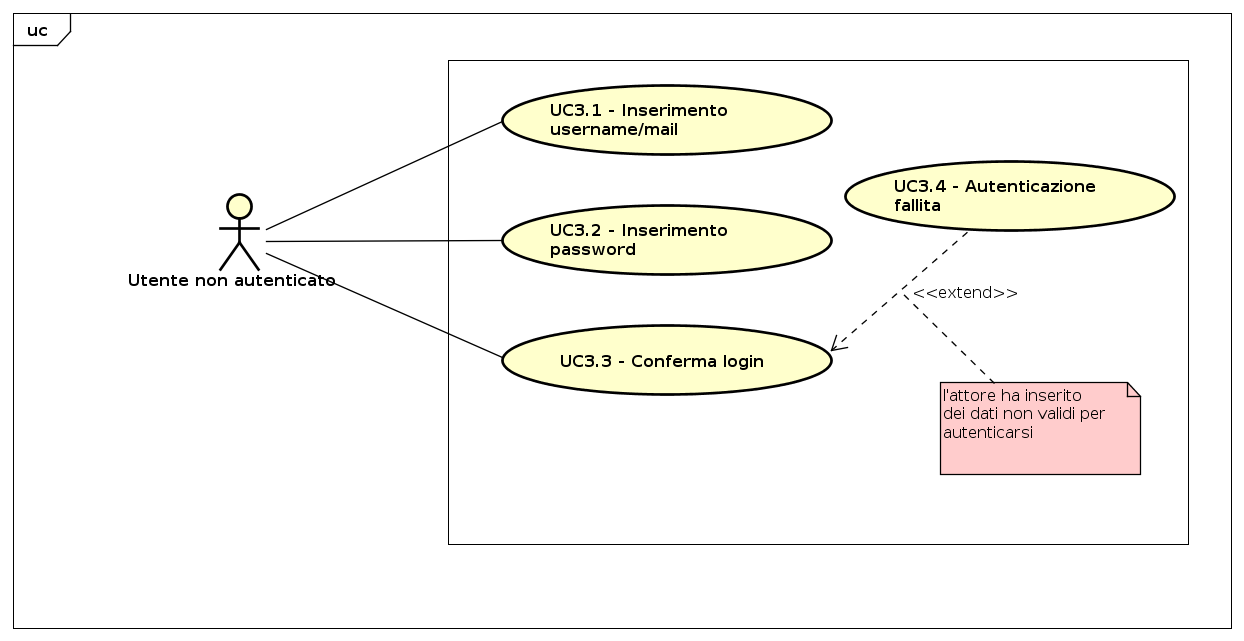 uc
UC3.1 - Inserimento
username/mail
UC3.4 - Autenticazione
fallita
UC3.2 - Inserimento
password
Utente non autenticato
<<extend>>
UC3.3 - Conferma login
l'attore ha inserito
dei dati non validi per
autenticarsi